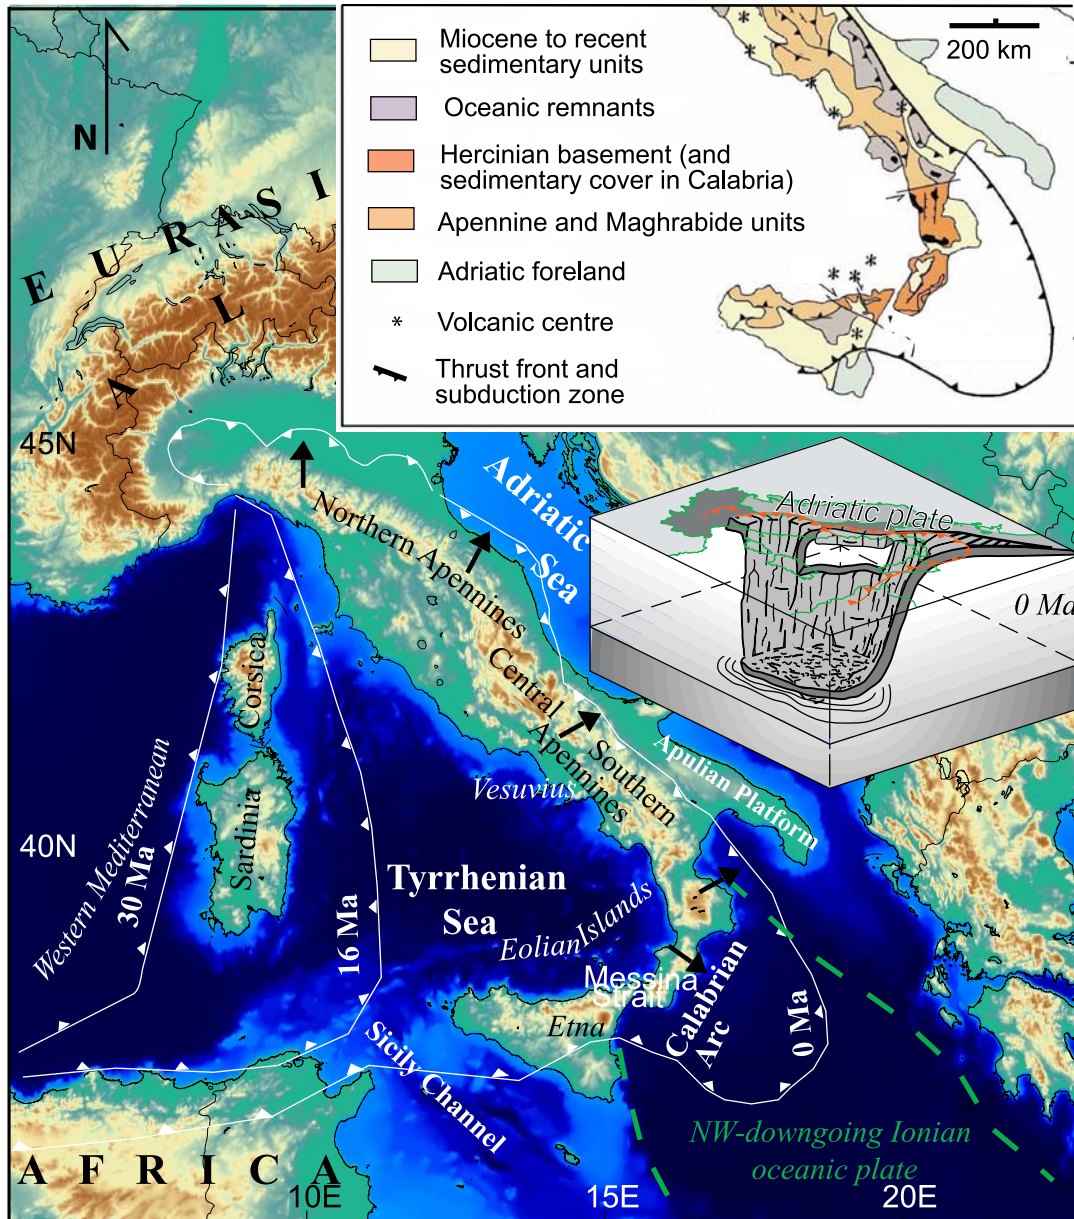 Miocene to recent
sedimentary units
Oceanic remnants
Hercinian basement (and
sedimentary cover in Calabria)
Apennine and Maghrabide units
Adriatic foreland
* Volcanic centre
Thrust front and
subduction zone
200 km
N
EURASI
AL
A
45N
Adriatic
Sea
Northern Apennines
Adriatic plate
0 Ma
Central
Apennines
Southern
Apulian Platform
Vesuvius
Corsica
Sardinia
40N
Western Mediterranean
30 Ma
16 Ma
Tyrrhenian
Sea
Eolian Islands
Messina
Strait
Calabrian
Arc
0 Ma
Etna
Sicily Channel
NW-downgoing Ionian
oceanic plate
AFRICA
10E
15E
20E